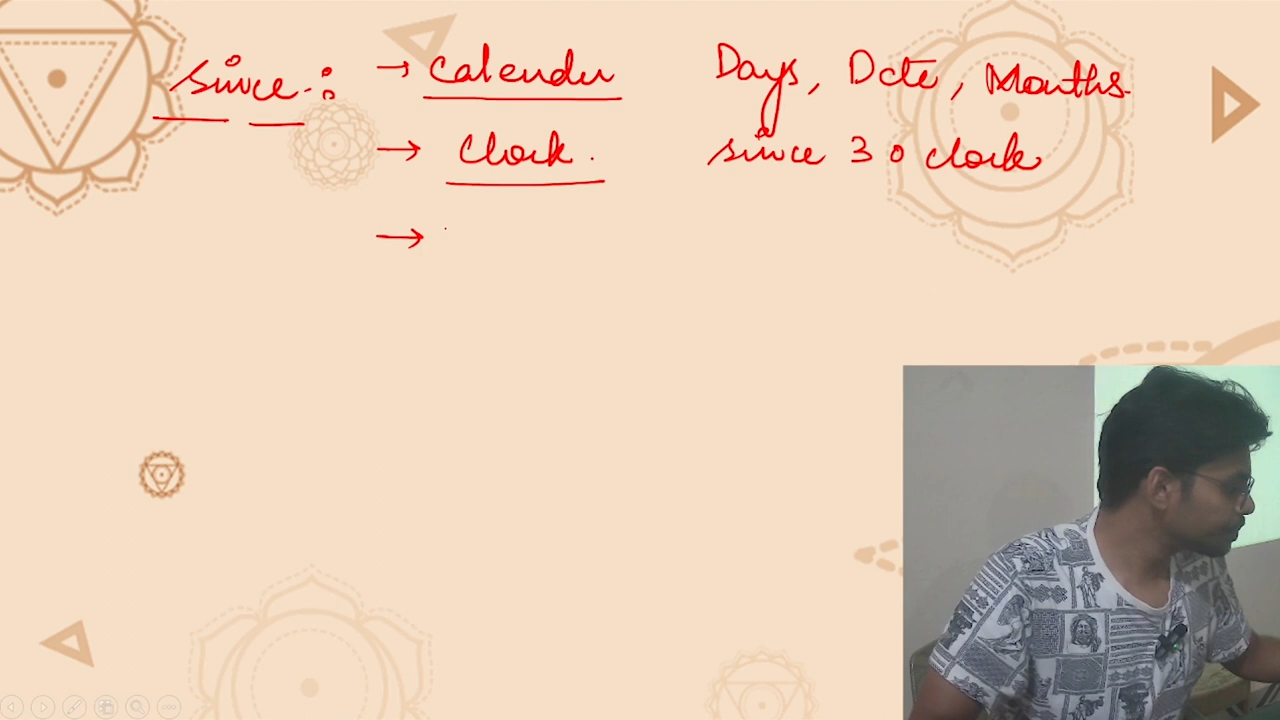 since :
→ Calender Days, Date, Months.
→ Clock. since 3 o clock
→